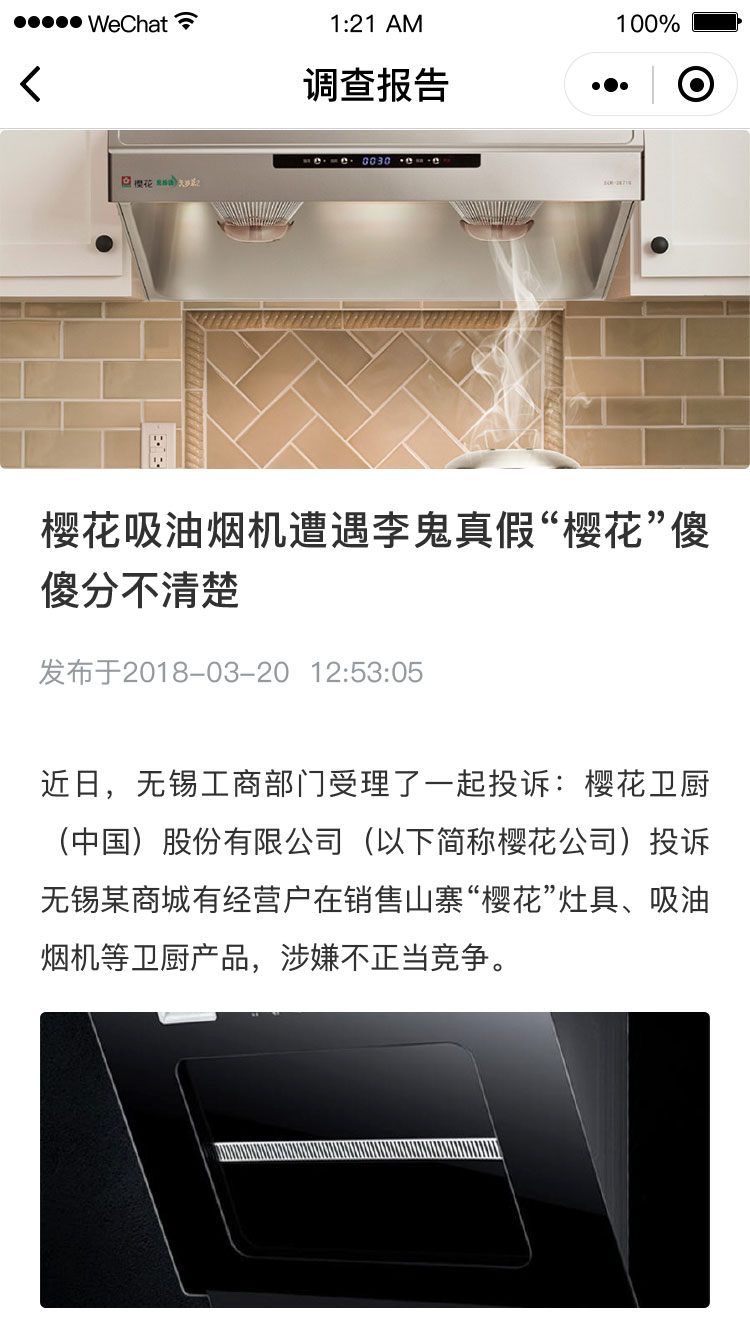 WeChat 1:21 AM 100%
调查报告
0030
樱花
樱花吸油烟机遭遇李鬼真假“樱花”傻
傻分不清楚
发布于2018-03-20 12:53:05
近日，无锡工商部门受理了一起投诉：樱花卫厨
（中国）股份有限公司（以下简称樱花公司）投诉
无锡某商城有经营户在销售山寨“樱花”灶具、吸油
烟机等卫厨产品，涉嫌不正当竞争。